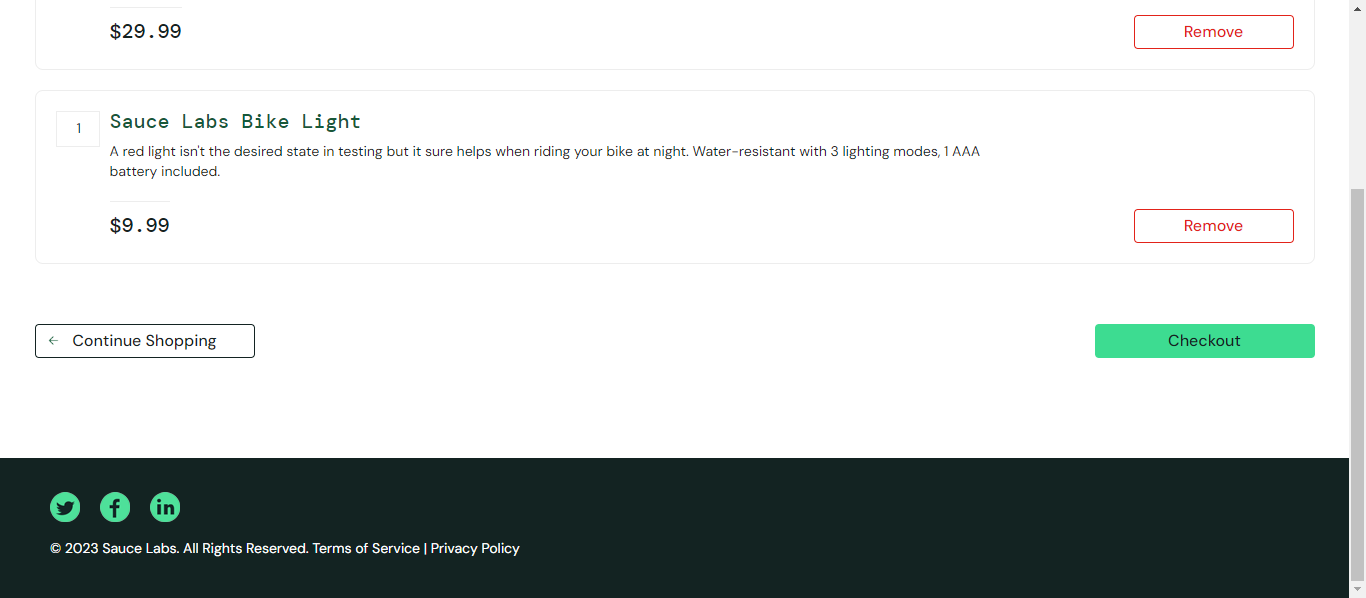 $29.99
Remove
1
Sauce Labs Bike Light
A red light isn't the desired state in testing but it sure helps when riding your bike at night. Water-resistant with 3 lighting modes, 1 AAA
battery included.
$9.99
Remove
Continue Shopping
Checkout
© 2023 Sauce Labs. All Rights Reserved. Terms of Service | Privacy Policy